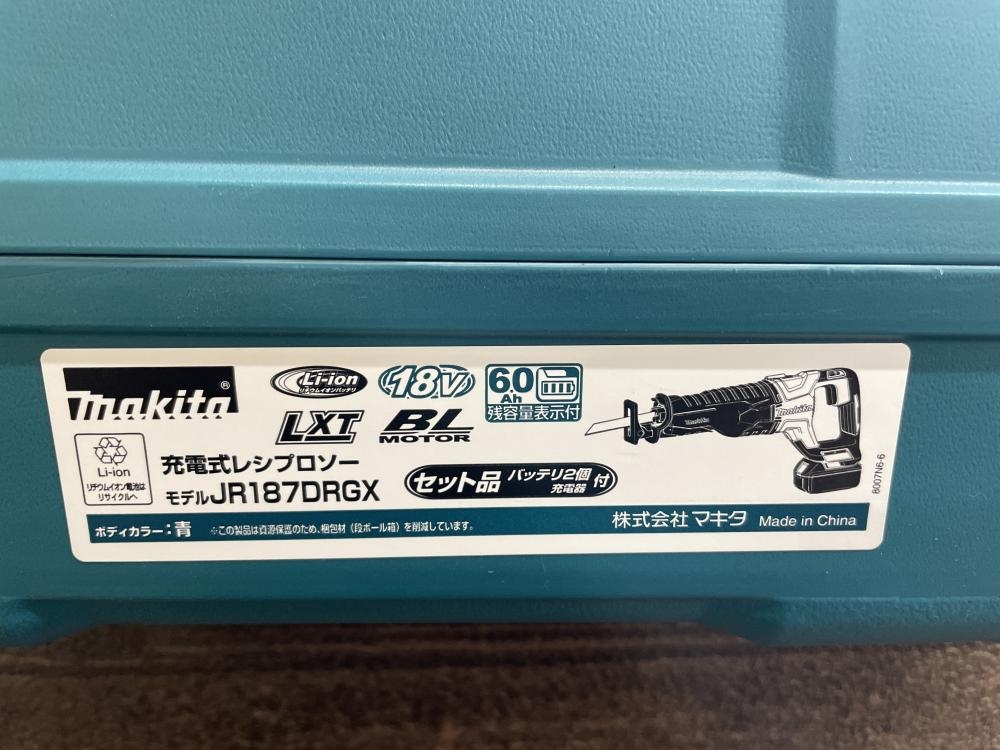 makita®
Li-ion
リチウムイオンバッテリ
18V
6.0
Ah
残容量表示付
LXT
BL
MOTOR
Li-ion
リチウムイオン電池は
リサイクルへ
充電式レシプロソー
モデルJR187DRGX
セット品 バッテリ2個
充電器 付
makita
8007N6-6
ボディカラー:青 ※この製品は資源保護のため、梱包材(段ボール箱)を削減しています。
株式会社マキタ Made in China